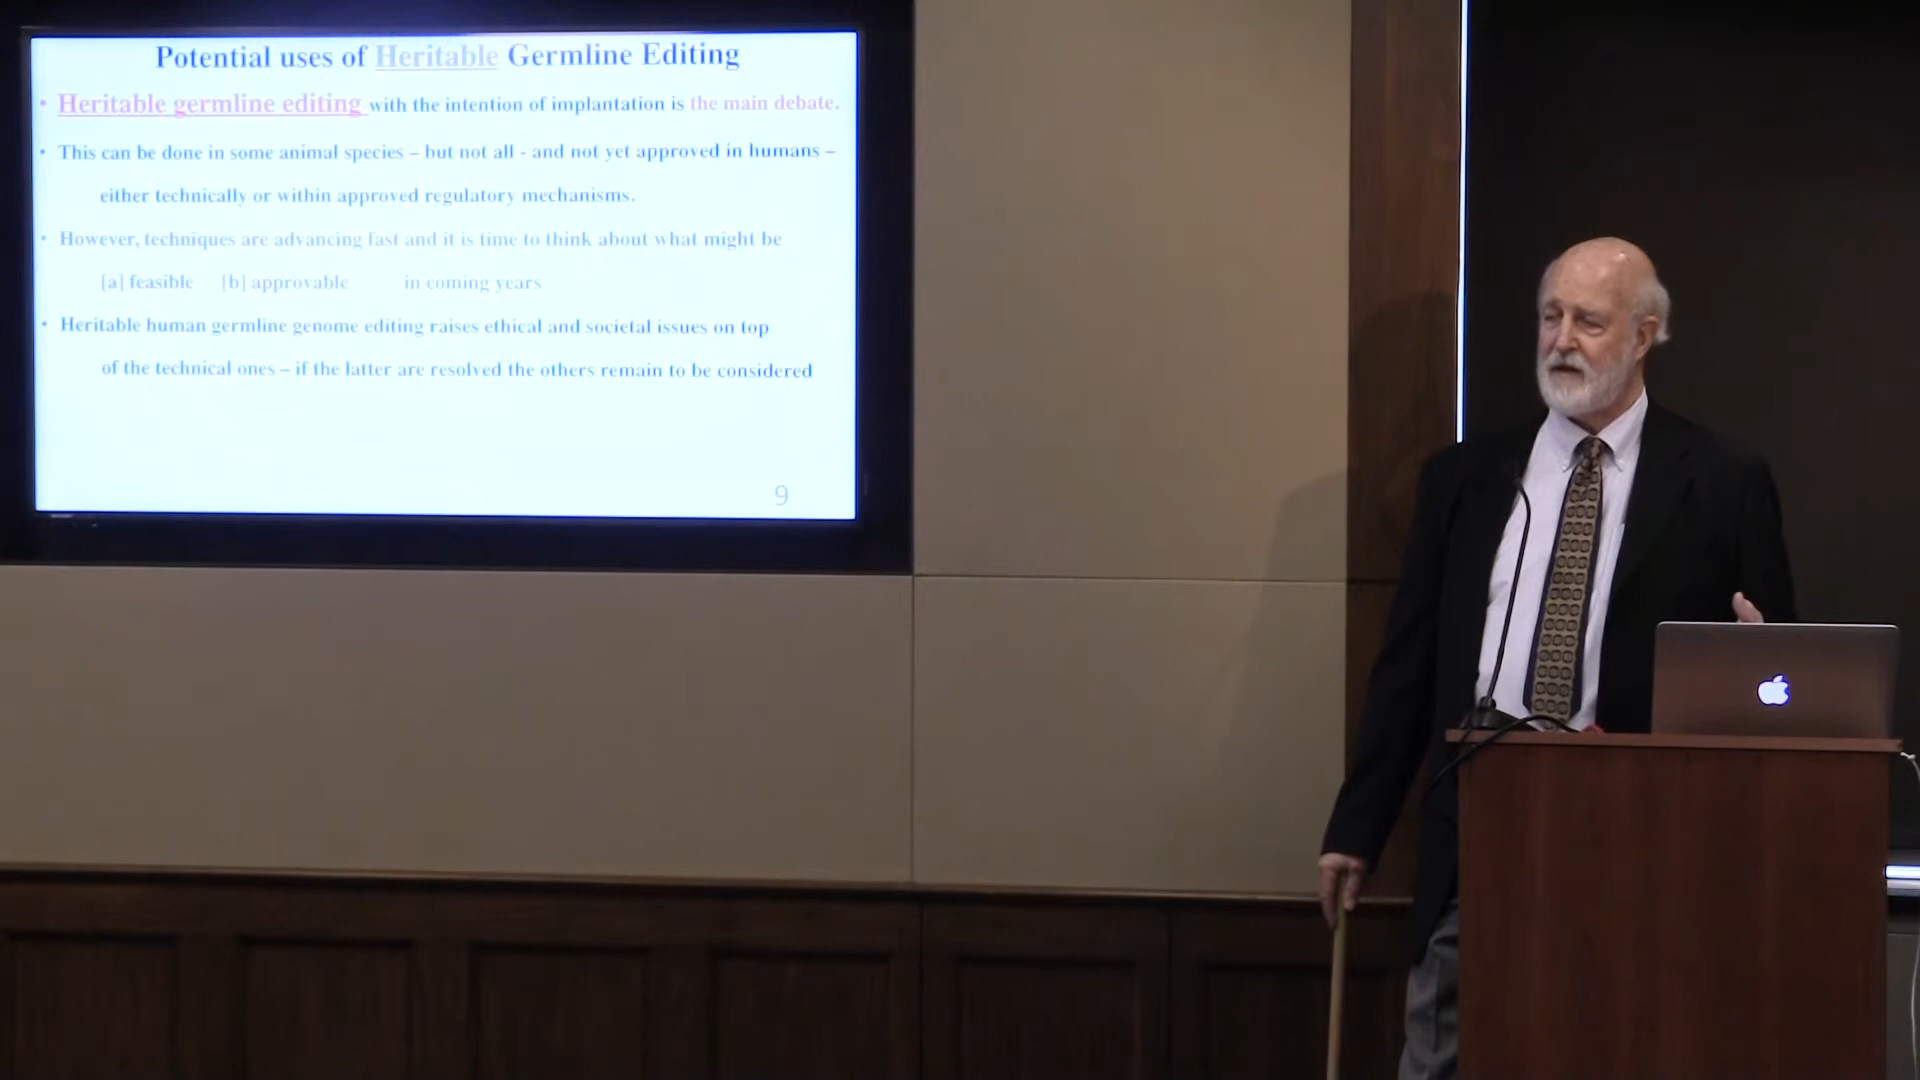 Potential uses of Heritable Germline Editing
• Heritable germline editing with the intention of implantation is the main debate.
• This can be done in some animal species – but not all - and not yet approved in humans –
either technically or within approved regulatory mechanisms.
• However, techniques are advancing fast and it is time to think about what might be
[a] feasible [b] approvable in coming years
• Heritable human germline genome editing raises ethical and societal issues on top
of the technical ones – if the latter are resolved the others remain to be considered
9